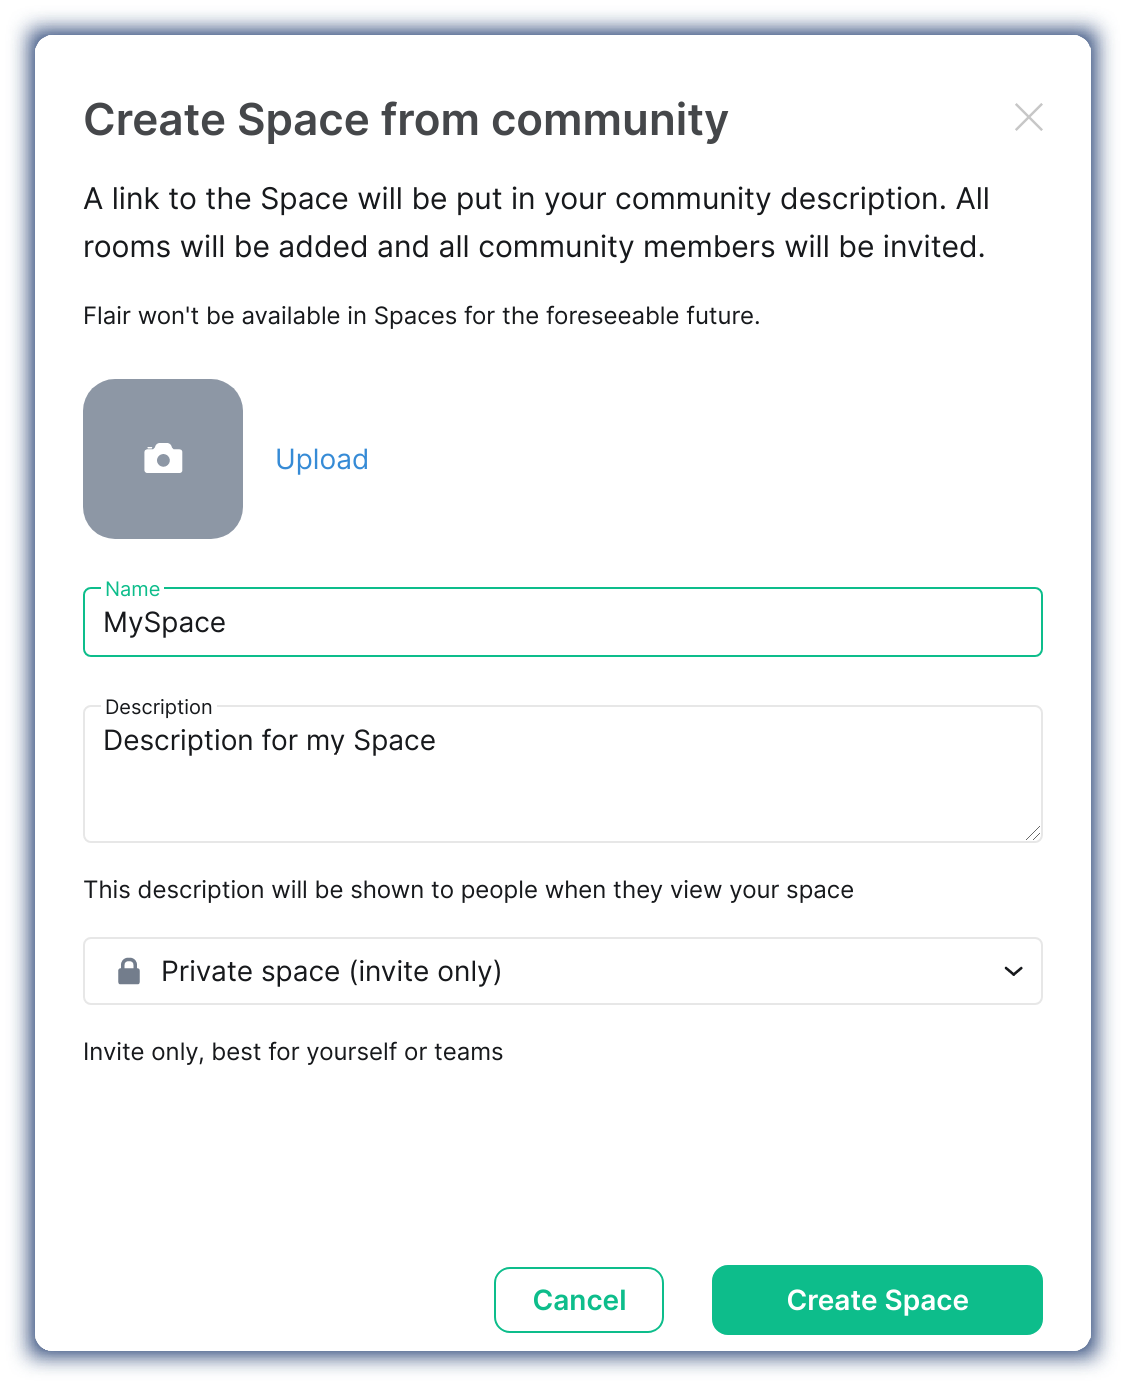 Create Space from community
A link to the Space will be put in your community description. All
rooms will be added and all community members will be invited.
Flair won't be available in Spaces for the foreseeable future.
Upload
Name
MySpace
Description
Description for my Space
This description will be shown to people when they view your space
Private space (invite only)
Invite only, best for yourself or teams
Cancel
Create Space